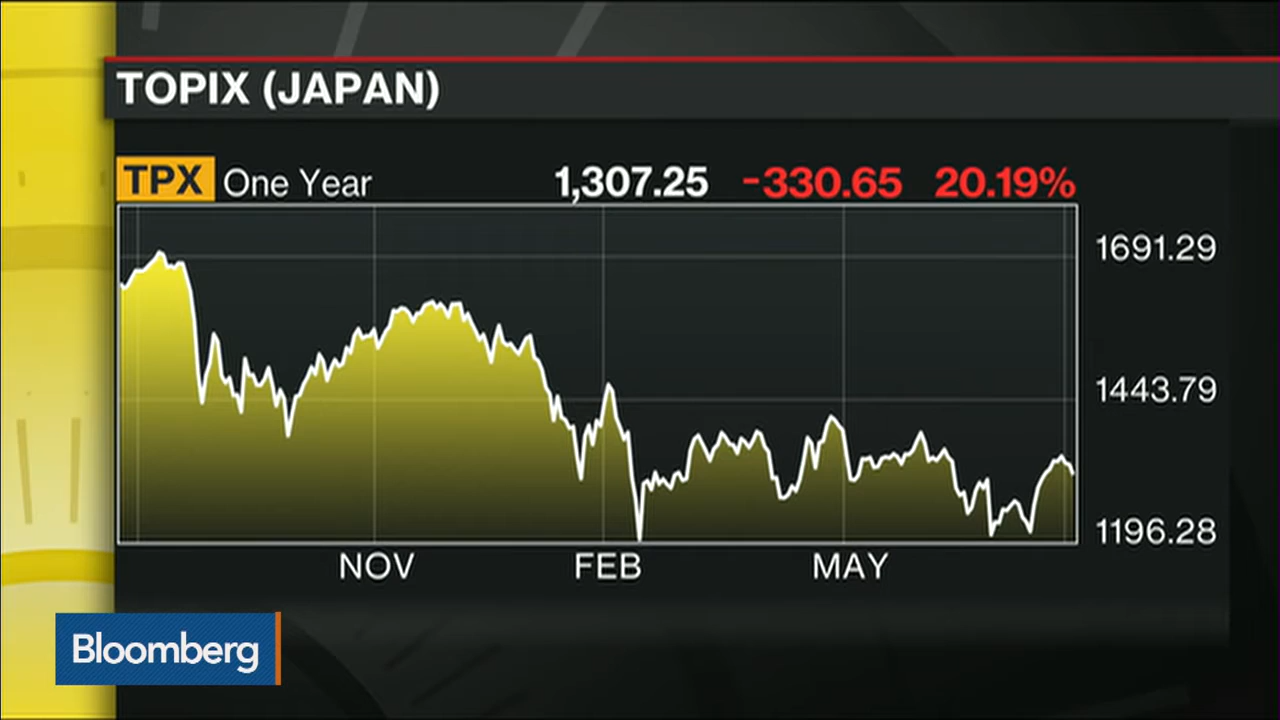 TOPIX (JAPAN)
TPX One Year 1,307.25 -330.65 20.19%
1691.29
1443.79
1196.28
NOV FEB MAY
Bloomberg